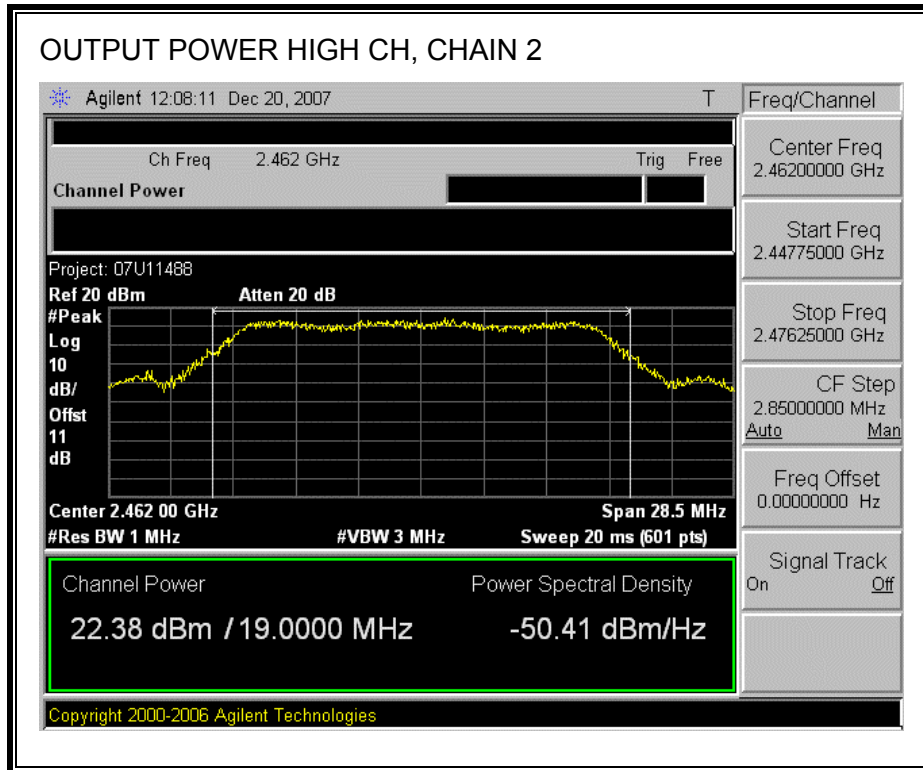 OUTPUT POWER HIGH CH, CHAIN 2
Agilent 12:08:11 Dec 20, 2007 T
Freq/Channel
Ch Freq 2.462 GHz Trig Free
Channel Power
Center Freq
2.46200000 GHz
Start Freq
2.44775000 GHz
Stop Freq
2.47625000 GHz
CF Step
2.85000000 MHz
Auto Man
Freq Offset
0.00000000 Hz
Signal Track
On Off
Project: 07U11488
Ref 20 dBm Atten 20 dB
#Peak
Log
10
dB/
Offst
11
dB
Center 2.462 00 GHz Span 28.5 MHz
#Res BW 1 MHz #VBW 3 MHz Sweep 20 ms (601 pts)
Channel Power Power Spectral Density
22.38 dBm / 19.0000 MHz -50.41 dBm/Hz
Copyright 2000-2006 Agilent Technologies